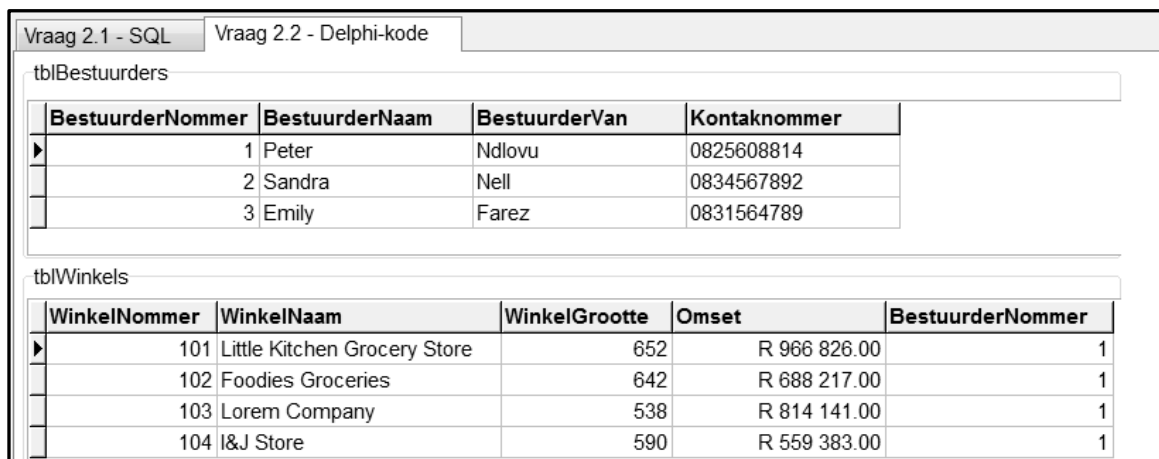 Vraag 2.1 - SQL Vraag 2.2 - Delphi-kode
tblBestuurders
BestuurderNommer BestuurderNaam BestuurderVan Kontaknommer
1 Peter Ndlovu 0825608814
2 Sandra Nell 0834567892
3 Emily Farez 0831564789
tblWinkels
WinkelNommer WinkelNaam WinkelGrootte Omset BestuurderNommer
101 Little Kitchen Grocery Store 652 R 966 826.00 1
102 Foodies Groceries 642 R 688 217.00 1
103 Lorem Company 538 R 814 141.00 1
104 I&J Store 590 R 559 383.00 1